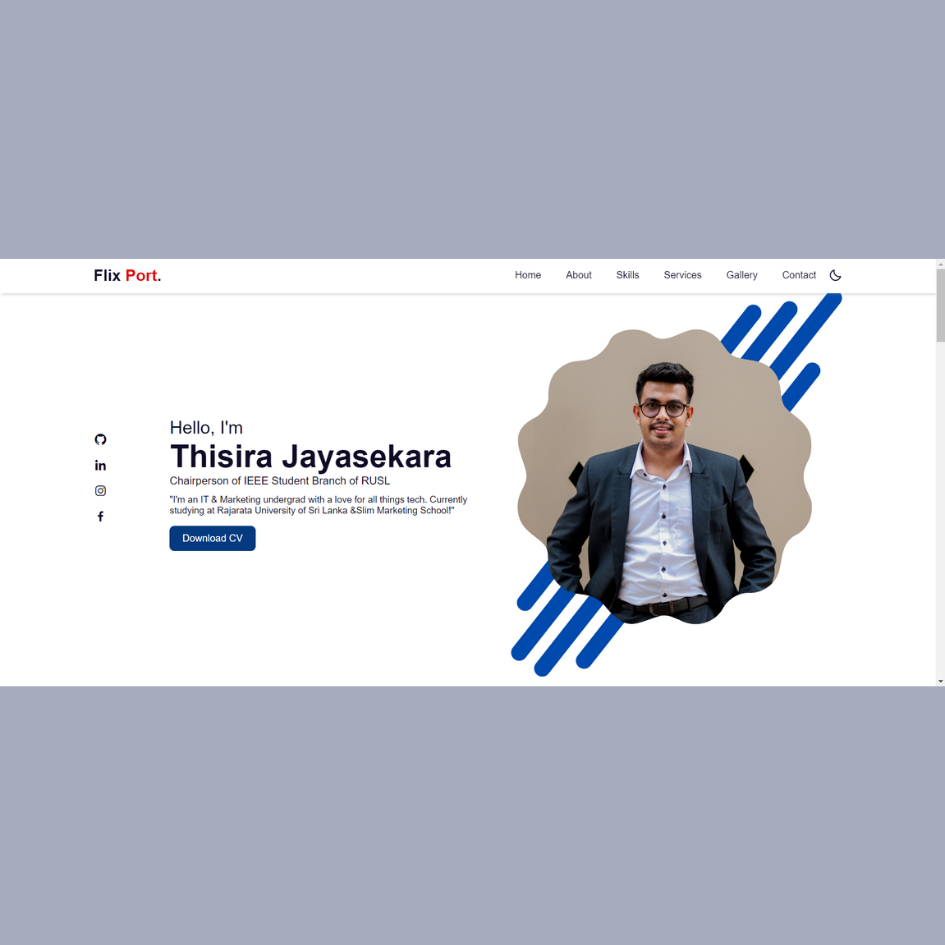 Flix Port.
Home About Skills Services Gallery Contact
Hello, I'm
Thisira Jayasekara
Chairperson of IEEE Student Branch of RUSL
"I'm an IT & Marketing undergrad with a love for all things tech. Currently
studying at Rajarata University of Sri Lanka &Slim Marketing School!"
Download CV